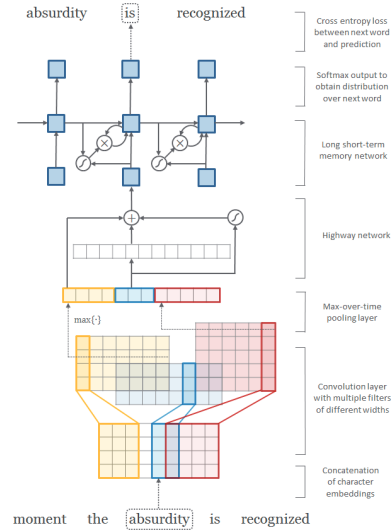 absurdity is recognized
Cross entropy loss
between next word
and prediction
Softmax output to
obtain distribution
over next word
Long short-term
memory network
Highway network
Max-over-time
pooling layer
max{·}
Convolution layer
with multiple filters
of different widths
Concatenation
of character
embeddings
moment the absurdity is recognized